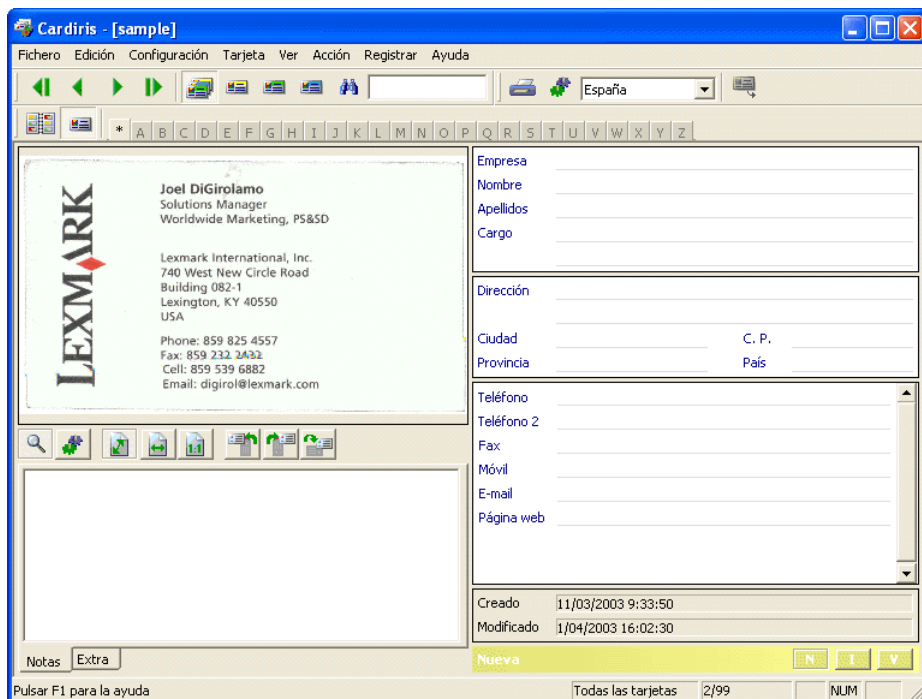 Cardiris - [sample]
Fichero Edición Configuración Tarjeta Ver Acción Registrar Ayuda
España
* A B C D E F G H I J K L M N O P Q R S T U V W X Y Z
LEXMARK
Joel DiGirolamo
Solutions Manager
Worldwide Marketing, PS&SD
Lexmark International, Inc.
740 West New Circle Road
Building 082-1
Lexington, KY 40550
USA
Phone: 859 825 4557
Fax: 859 232 2432
Cell: 859 539 6882
Email: digirol@lexmark.com
1:1
Notas Extra
Empresa
Nombre
Apellidos
Cargo
Dirección
Ciudad C. P.
Provincia País
Teléfono
Teléfono 2
Fax
Móvil
E-mail
Página web
Creado 11/03/2003 9:33:50
Modificado 1/04/2003 16:02:30
Nueva N I V
Pulsar F1 para la ayuda Todas las tarjetas 2/99 NUM